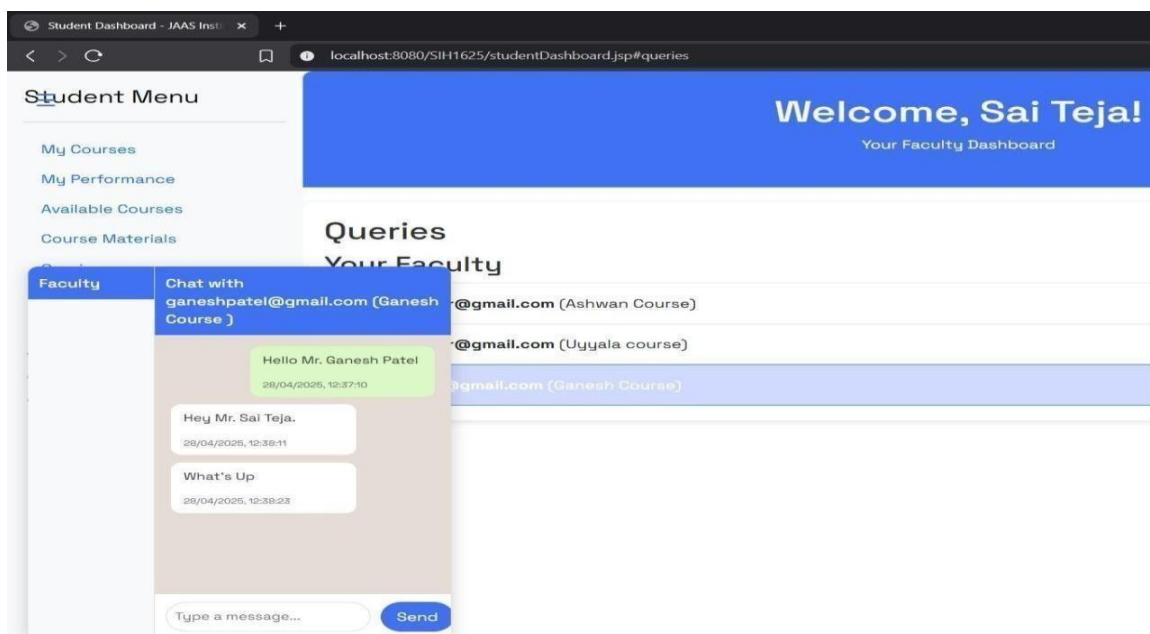 Student Dashboard - JAAS Insti
localhost:8080/SIH1625/studentDashboard.jsp#queries
Student Menu
My Courses
My Performance
Available Courses
Course Materials
Welcome, Sai Teja!
Your Faculty Dashboard
Queries
Your Faculty
@gmail.com (Ashwan Course)
@gmail.com (Uyyala course)
@gmail.com (Ganesh Course)
Faculty
Chat with
ganeshpatel@gmail.com (Ganesh
Course )
Hello Mr. Ganesh Patel
28/04/2025, 12:37:10
Hey Mr. Sai Teja.
28/04/2025, 12:38:11
What's Up
28/04/2025, 12:38:23
Type a message...
Send